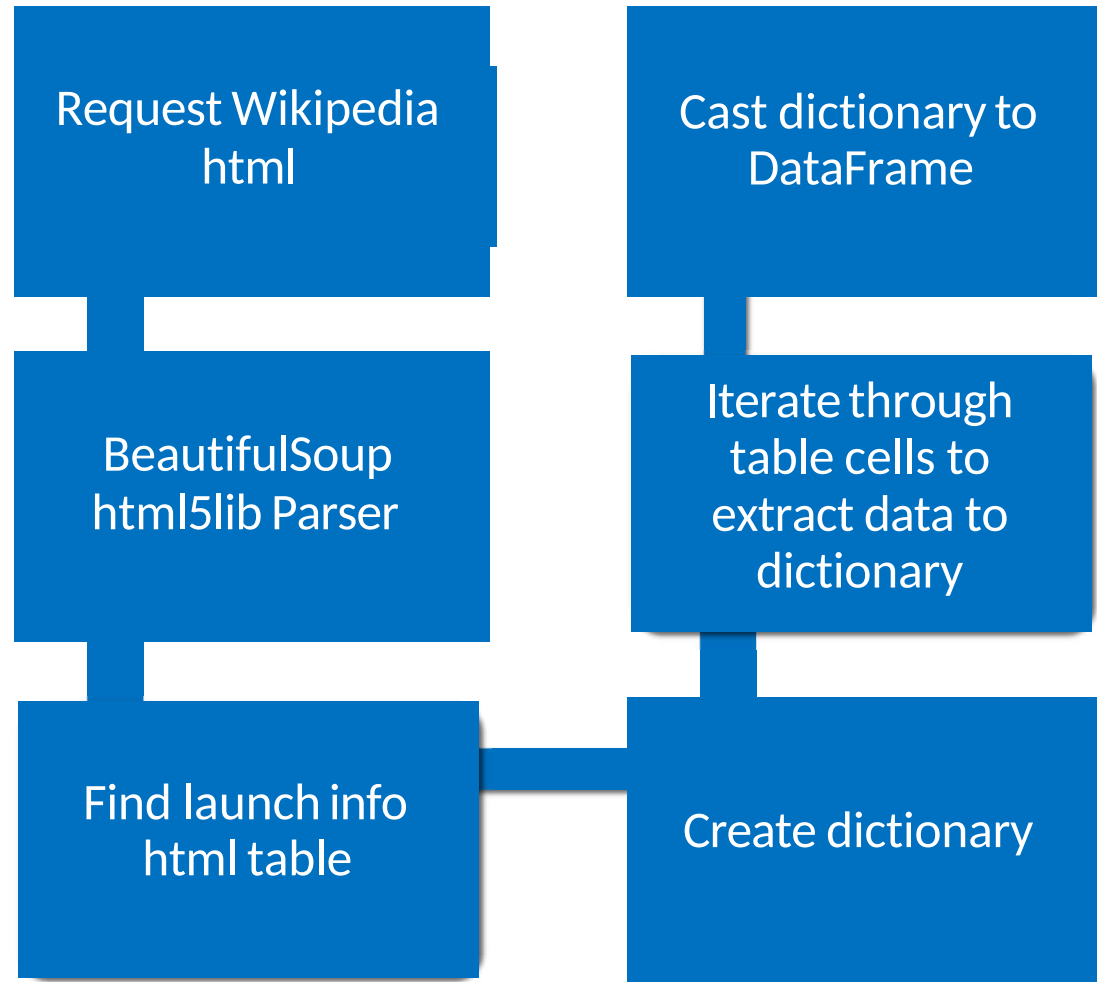 Request Wikipedia
html
BeautifulSoup
html5lib Parser
Find launch info
html table
Create dictionary
Iterate through
table cells to
extract data to
dictionary
Cast dictionary to
DataFrame